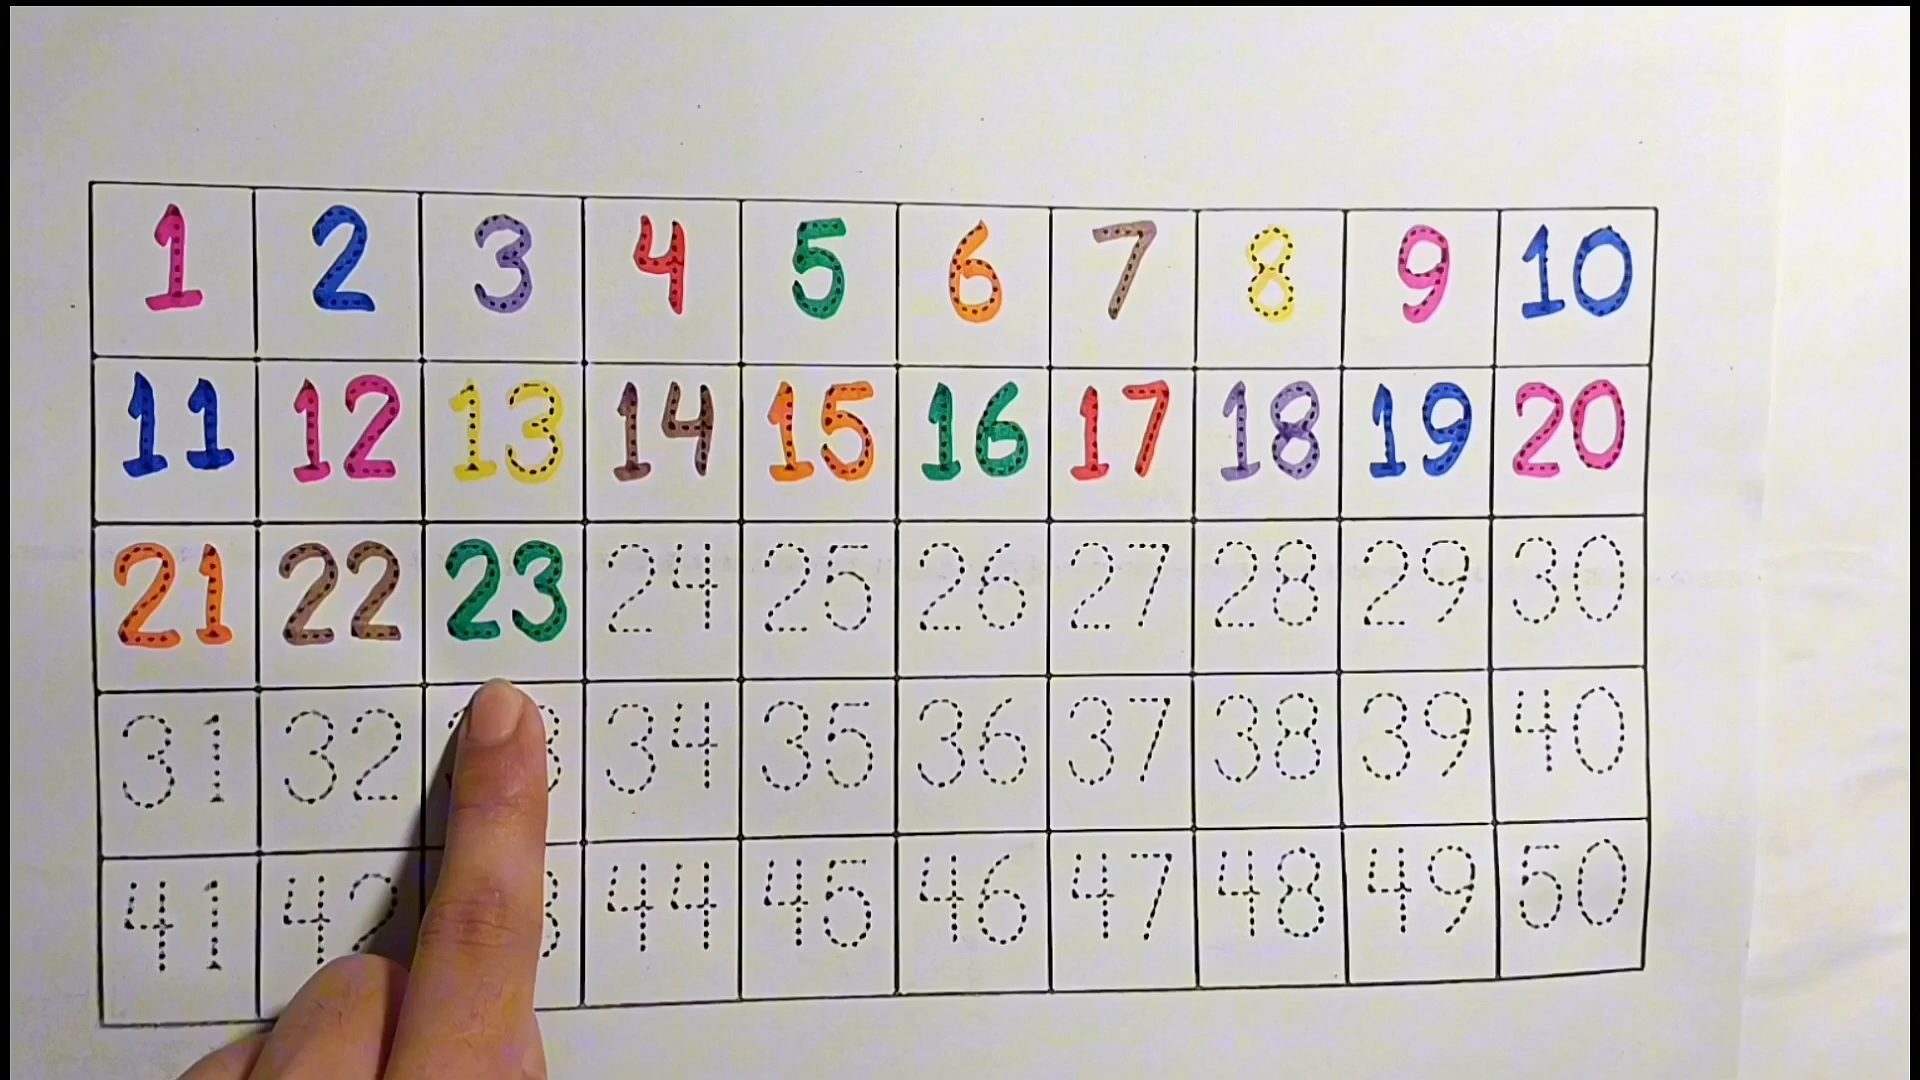 1 2 3 4 5 6 7 8 9 10
11 12 13 14 15 16 17 18 19 20
21 22 23 24 25 26 27 28 29 30
31 32 34 35 36 37 38 39 40
41 42 44 45 46 47 48 49 50